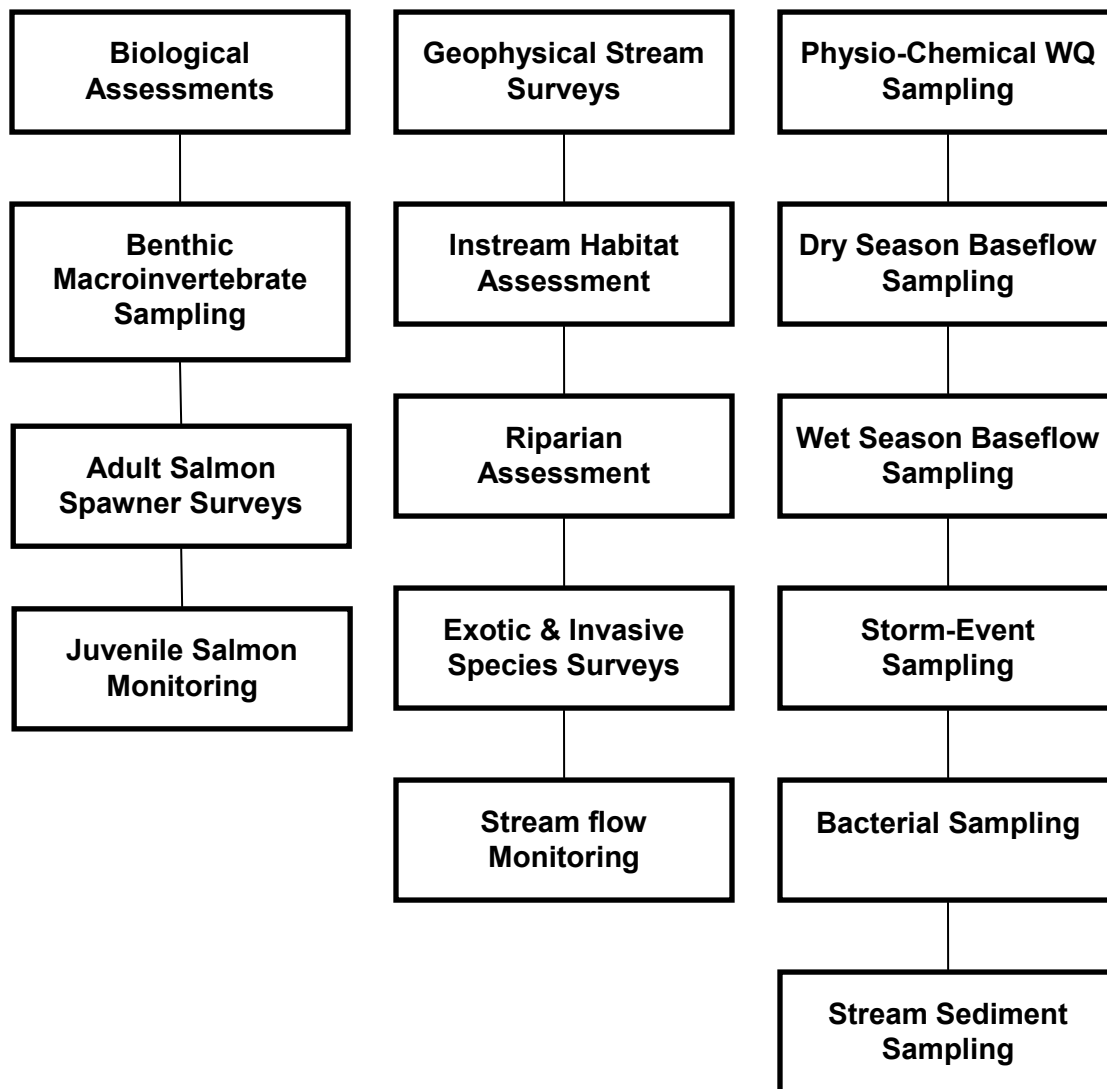 Biological
Assessments
Benthic
Macroinvertebrate
Sampling
Adult Salmon
Spawner Surveys
Juvenile Salmon
Monitoring
Geophysical Stream
Surveys
Instream Habitat
Assessment
Riparian
Assessment
Exotic & Invasive
Species Surveys
Stream flow
Monitoring
Physio-Chemical WQ
Sampling
Dry Season Baseflow
Sampling
Wet Season Baseflow
Sampling
Storm-Event
Sampling
Bacterial Sampling
Stream Sediment
Sampling